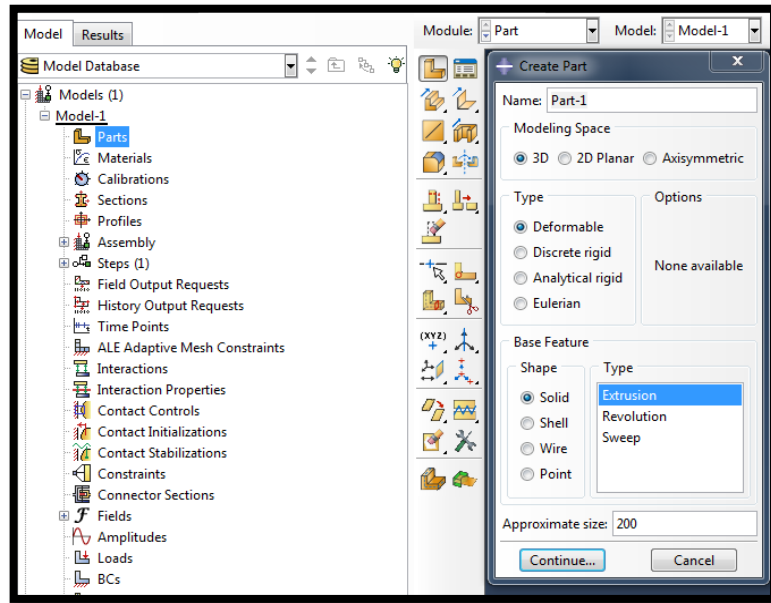 Model Results
Model Database
Models (1)
Model-1
Parts
Materials
Calibrations
Sections
Profiles
Assembly
Steps (1)
Field Output Requests
History Output Requests
Time Points
ALE Adaptive Mesh Constraints
Interactions
Interaction Properties
Contact Controls
Contact Initializations
Contact Stabilizations
Constraints
Connector Sections
Fields
Amplitudes
Loads
BCs
Module: Part Model: Model-1
(XYZ)
Create Part X
Name: Part-1
Modeling Space
3D 2D Planar Axisymmetric
Type
Deformable
Discrete rigid
Analytical rigid
Eulerian
Options
None available
Base Feature
Shape
Solid
Shell
Wire
Point
Type
Extrusion
Revolution
Sweep
Approximate size: 200
Continue... Cancel